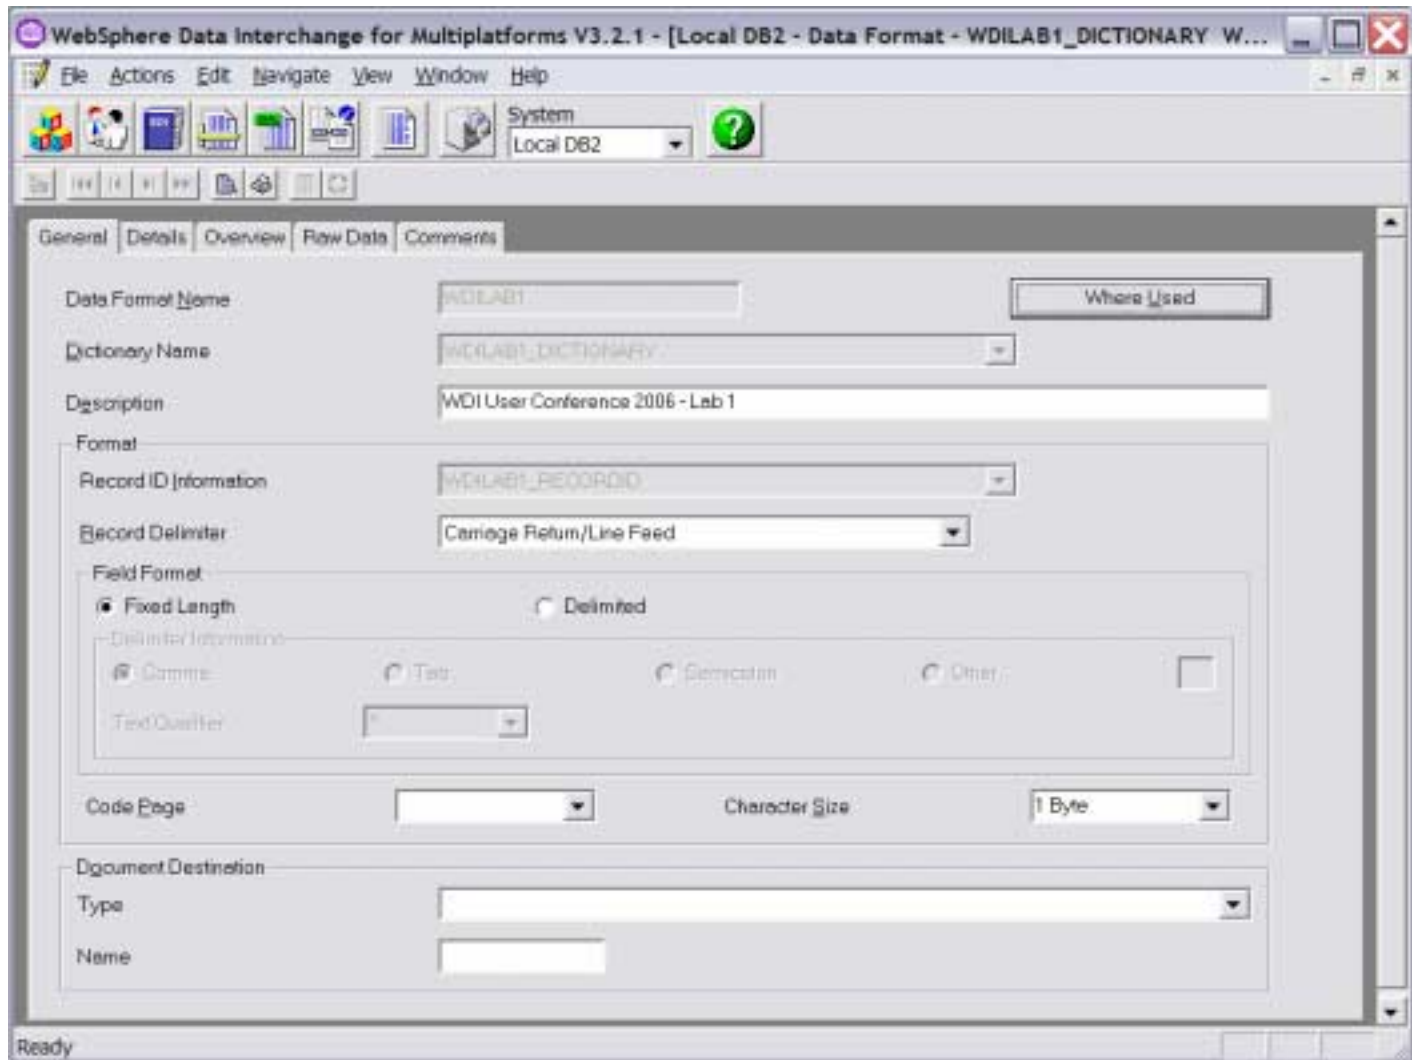 WebSphere Data Interchange for Multiplatforms V3.2.1 - [Local DB2 - Data Format - WDILAB1_DICTIONARY W...
File Actions Edit Navigate View Window Help
System
Local DB2
General Details Overview Raw Data Comments
Data Format Name WDILAB1 Where Used
Dictionary Name WDILAB1_DICTIONARY
Description WDI User Conference 2006 - Lab 1
Format
Record ID Information WDILAB1_RECORDID
Record Delimiter Carriage Return/Line Feed
Field Format
Fixed Length Delimited
Delimiter Information
Comma Tab Semicolon Other
Text Qualifier
Code Page Character Size 1 Byte
Document Destination
Type
Name
Ready